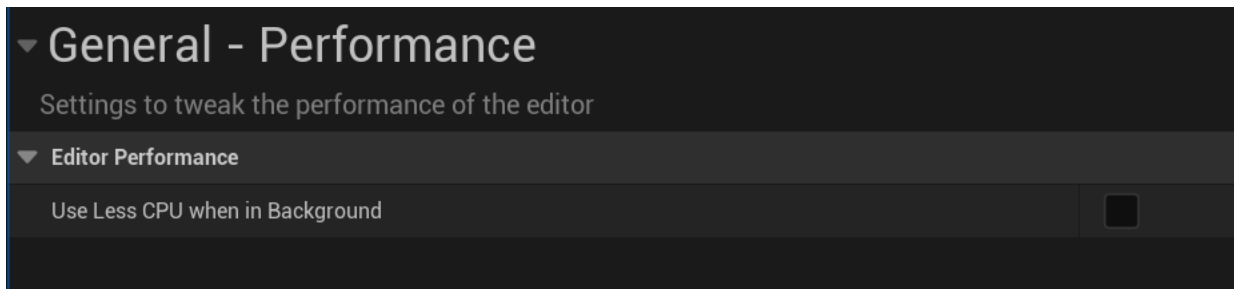 General - Performance
Settings to tweak the performance of the editor
Editor Performance
Use Less CPU when in Background